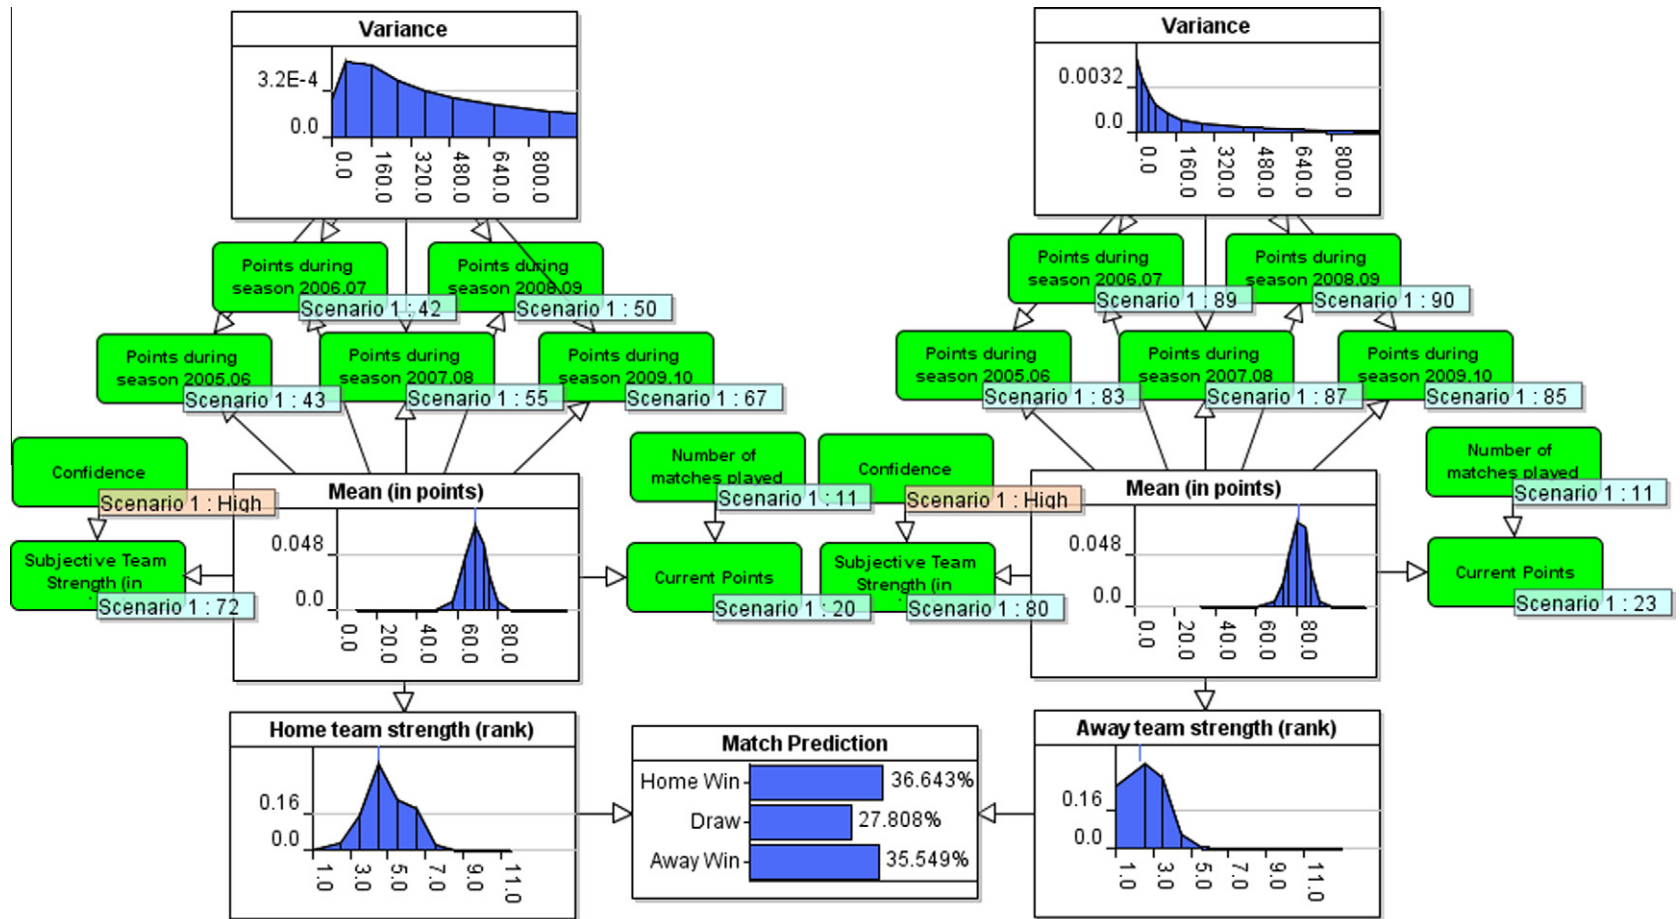 Variance
3.2E-4
0.0
0.0
160.0
320.0
480.0
640.0
800.0
Variance
0.0032
0.0
0.0
160.0
320.0
480.0
640.0
800.0
Points during
season 2006.07
Scenario 1 : 42
Points during
season 2008.09
Scenario 1 : 50
Points during
season 2005.06
Scenario 1 : 43
Points during
season 2007.08
Scenario 1 : 55
Points during
season 2009.10
Scenario 1 : 67
Points during
season 2006.07
Scenario 1 : 89
Points during
season 2008.09
Scenario 1 : 90
Points during
season 2005.06
Scenario 1 : 83
Points during
season 2007.08
Scenario 1 : 87
Points during
season 2009.10
Scenario 1 : 85
Confidence
Scenario 1 : High
Subjective Team
Strength (in
Scenario 1 : 72
Mean (in points)
0.048
0.0
0.0
20.0
40.0
60.0
80.0
Number of
matches played
Scenario 1 : 11
Current Points
Scenario 1 : 20
Confidence
Scenario 1 : High
Subjective Team
Strength (in
Scenario 1 : 80
Mean (in points)
0.048
0.0
0.0
20.0
40.0
60.0
80.0
Number of
matches played
Scenario 1 : 11
Current Points
Scenario 1 : 23
Home team strength (rank)
0.16
0.0
1.0
3.0
5.0
7.0
9.0
11.0
Match Prediction
Home Win 36.643%
Draw 27.808%
Away Win 35.549%
Away team strength (rank)
0.16
0.0
1.0
3.0
5.0
7.0
9.0
11.0